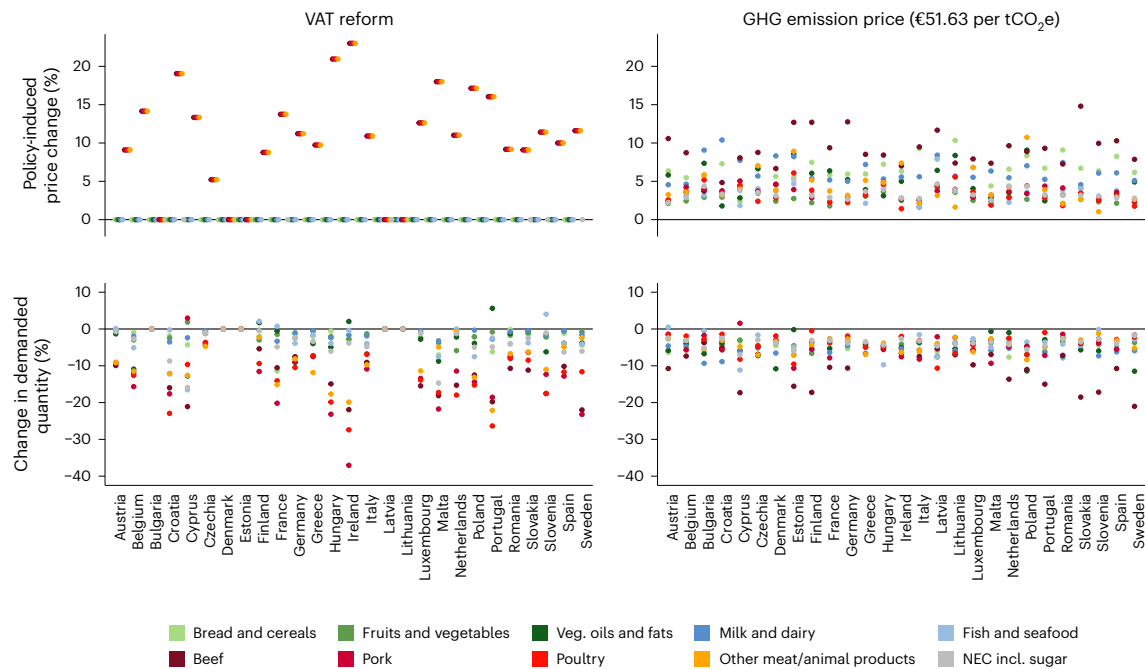 VAT reform
GHG emission price (€51.63 per tCO2e)
Policy-induced
price change (%)
20
15
10
5
0
20
15
10
5
0
Change in demanded
quantity (%)
10
0
−10
−20
−30
−40
10
0
−10
−20
−30
−40
Austria
Belgium
Bulgaria
Croatia
Cyprus
Czechia
Denmark
Estonia
Finland
France
Germany
Greece
Hungary
Ireland
Italy
Latvia
Lithuania
Luxembourg
Malta
Netherlands
Poland
Portugal
Romania
Slovakia
Slovenia
Spain
Sweden
Austria
Belgium
Bulgaria
Croatia
Czechia
Cyprus
Denmark
Estonia
Finland
France
Germany
Greece
Hungary
Ireland
Italy
Latvia
Lithuania
Luxembourg
Malta
Netherlands
Poland
Portugal
Romania
Slovakia
Slovenia
Spain
Sweden
Bread and cereals
Fruits and vegetables
Veg. oils and fats
Milk and dairy
Fish and seafood
Beef
Pork
Poultry
Other meat/animal products
NEC incl. sugar